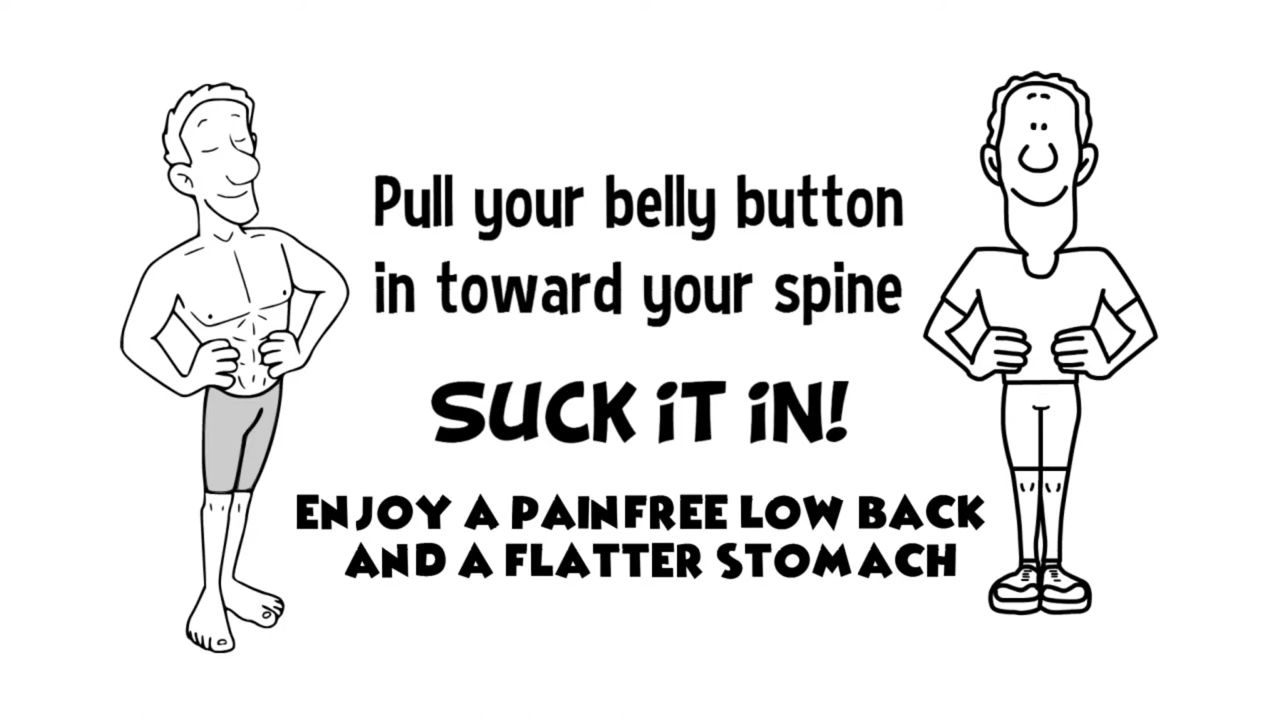 Pull your belly button
in toward your spine
SUCK iT iN!
ENJOY A PAINFREE LOW BACK
AND A FLATTER STOMACH